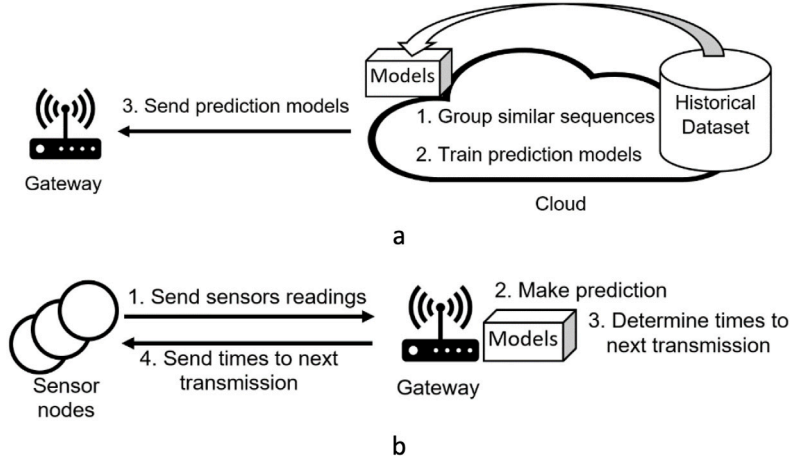 Models
Historical
Dataset
1. Group similar sequences
2. Train prediction models
3. Send prediction models
Gateway
Cloud
a
1. Send sensors readings
4. Send times to next
transmission
Sensor
nodes
2. Make prediction
Models
3. Determine times to
next transmission
Gateway
b